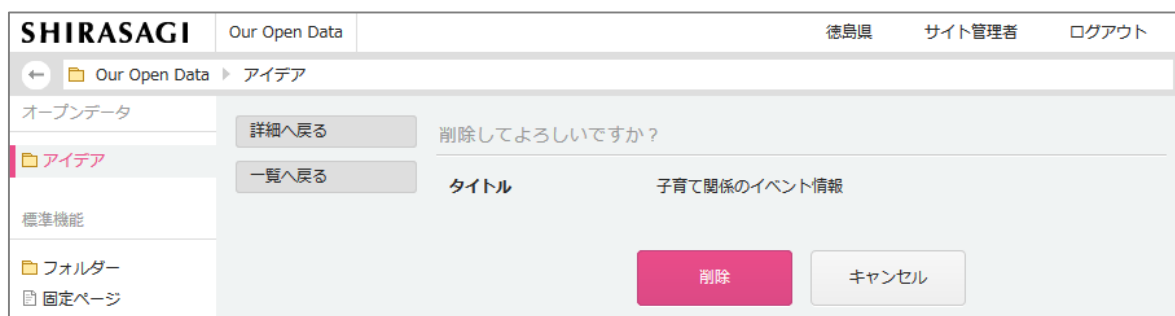 SHIRASAGI Our Open Data 徳島県 サイト管理者 ログアウト
Our Open Data アイデア
オープンデータ
アイデア
標準機能
フォルダー
固定ページ
詳細へ戻る
一覧へ戻る
削除してよろしいですか？
タイトル 子育て関係のイベント情報
削除 キャンセル